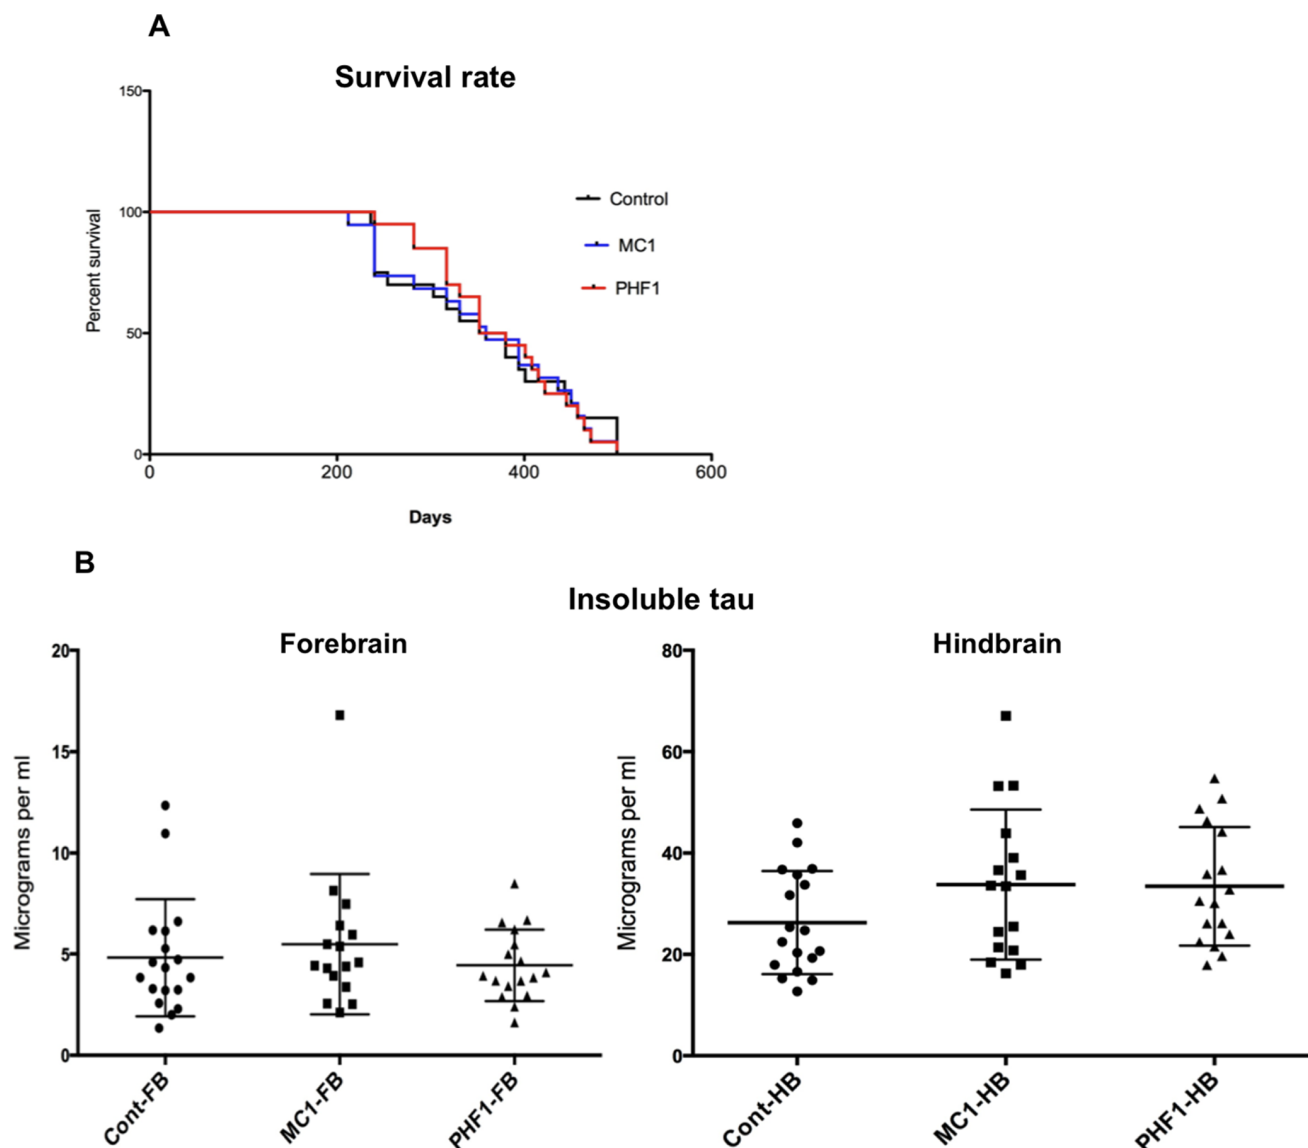 A
Survival rate
150
100
50
0
Percent survival
0 200 400 600
Days
Control
MC1
PHF1
B
Insoluble tau
Forebrain
20
15
10
5
0
Micrograms per ml
Cont-FB MC1-FB PHF1-FB
Hindbrain
80
60
40
20
0
Micrograms per ml
Cont-HB MC1-HB PHF1-HB